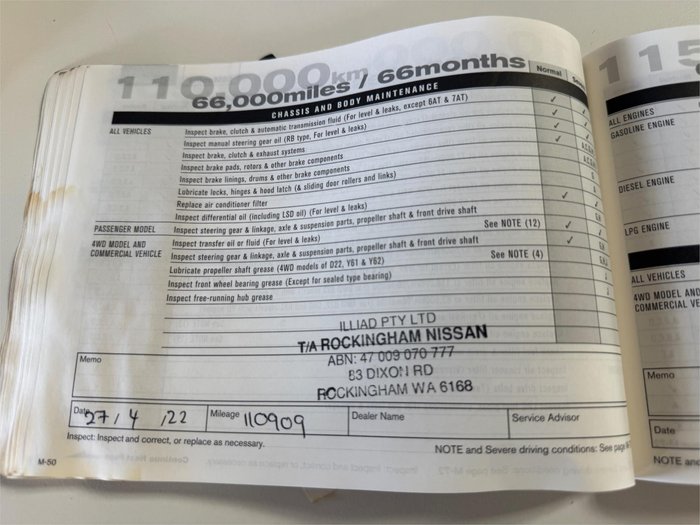 110,000km
66,000miles / 66months
Normal
CHASSIS AND BODY MAINTENANCE
ALL VEHICLES
Inspect brake, clutch & automatic transmission fluid (For level & leaks, except 6AT & 7AT)
Inspect manual steering gear oil (RB type, For level & leaks)
Inspect brake, clutch & exhaust systems
Inspect brake pads, rotors & other brake components
Inspect brake linings, drums & other brake components
Lubricate locks, hinges & hood latch (& sliding door rollers and links)
Replace air conditioner filter
Inspect differential oil (including LSD oil) (For level & leaks)
PASSENGER MODEL
Inspect steering gear & linkage, axle & suspension parts, propeller shaft & front drive shaft
See NOTE (12)
4WD MODEL AND
COMMERCIAL VEHICLE
Inspect transfer oil or fluid (For level & leaks)
Inspect steering gear & linkage, axle & suspension parts, propeller shaft & front drive shaft
Lubricate propeller shaft grease (4WD models of D22, Y61 & Y62)
See NOTE (4)
Inspect front wheel bearing grease (Except for sealed type bearing)
Inspect free-running hub grease
ILLIAD PTY LTD
T/A ROCKINGHAM NISSAN
ABN: 47 009 070 777
83 DIXON RD
ROCKINGHAM WA 6168
Memo
Date 27/4/22
Mileage 110909
Dealer Name
Service Advisor
Inspect: Inspect and correct, or replace as necessary.
NOTE and Severe driving conditions: See page
M-50
115
ALL ENGINES
GASOLINE ENGINE
DIESEL ENGINE
LPG ENGINE
ALL VEHICLES
4WD MODEL AND
COMMERCIAL VE
Memo
Date
NOTE and